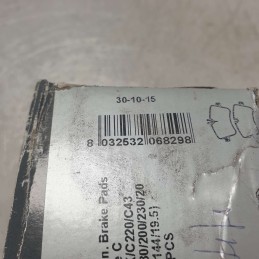 30-10-15
8 032532 068298
n. Brake Pads
e C
/C220/C43
30/200/230/20
144/19.5)
PCS